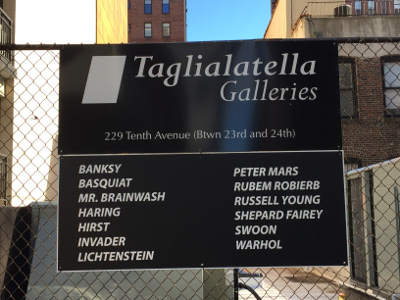 Taglialatella
Galleries
229 Tenth Avenue (Btwn 23rd and 24th)
BANKSY
BASQUIAT
MR. BRAINWASH
HARING
HIRST
INVADER
LICHTENSTEIN
PETER MARS
RUBEM ROBIERB
RUSSELL YOUNG
SHEPARD FAIREY
SWOON
WARHOL